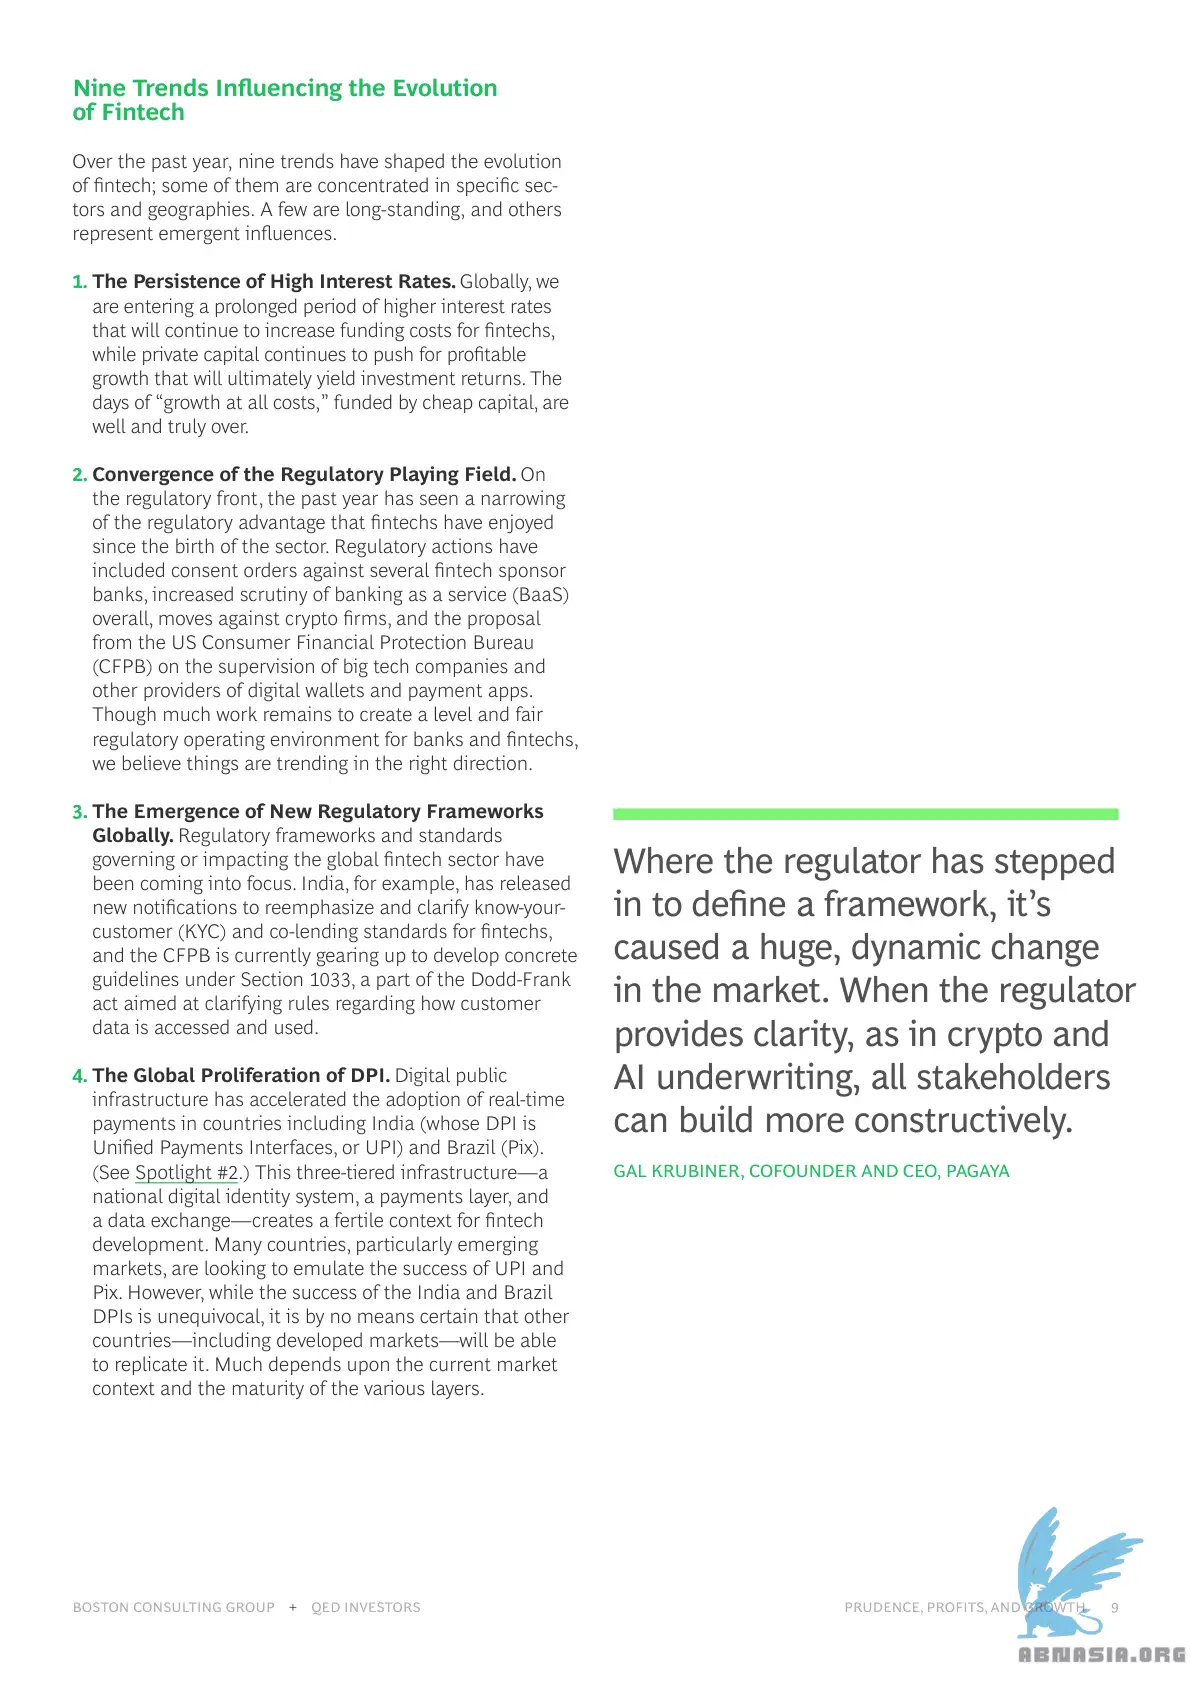 Nine Trends Influencing the Evolution
of Fintech
Over the past year, nine trends have shaped the evolution
of fintech; some of them are concentrated in specific sec-
tors and geographies. A few are long-standing, and others
represent emergent influences.
1. The Persistence of High Interest Rates. Globally, we
are entering a prolonged period of higher interest rates
that will continue to increase funding costs for fintechs,
while private capital continues to push for profitable
growth that will ultimately yield investment returns. The
days of “growth at all costs,” funded by cheap capital, are
well and truly over.
2. Convergence of the Regulatory Playing Field. On
the regulatory front, the past year has seen a narrowing
of the regulatory advantage that fintechs have enjoyed
since the birth of the sector. Regulatory actions have
included consent orders against several fintech sponsor
banks, increased scrutiny of banking as a service (BaaS)
overall, moves against crypto firms, and the proposal
from the US Consumer Financial Protection Bureau
(CFPB) on the supervision of big tech companies and
other providers of digital wallets and payment apps.
Though much work remains to create a level and fair
regulatory operating environment for banks and fintechs,
we believe things are trending in the right direction.
3. The Emergence of New Regulatory Frameworks
Globally. Regulatory frameworks and standards
governing or impacting the global fintech sector have
been coming into focus. India, for example, has released
new notifications to reemphasize and clarify know-your-
customer (KYC) and co-lending standards for fintechs,
and the CFPB is currently gearing up to develop concrete
guidelines under Section 1033, a part of the Dodd-Frank
act aimed at clarifying rules regarding how customer
data is accessed and used.
4. The Global Proliferation of DPI. Digital public
infrastructure has accelerated the adoption of real-time
payments in countries including India (whose DPI is
Unified Payments Interfaces, or UPI) and Brazil (Pix).
(See Spotlight #2.) This three-tiered infrastructure—a
national digital identity system, a payments layer, and
a data exchange—creates a fertile context for fintech
development. Many countries, particularly emerging
markets, are looking to emulate the success of UPI and
Pix. However, while the success of the India and Brazil
DPIs is unequivocal, it is by no means certain that other
countries—including developed markets—will be able
to replicate it. Much depends upon the current market
context and the maturity of the various layers.
Where the regulator has stepped
in to define a framework, it’s
caused a huge, dynamic change
in the market. When the regulator
provides clarity, as in crypto and
AI underwriting, all stakeholders
can build more constructively.
GAL KRUBINER, COFOUNDER AND CEO, PAGAYA
BOSTON CONSULTING GROUP + QED INVESTORS
PRUDENCE, PROFITS, AND GROWTH 9
ABNASIA.ORG